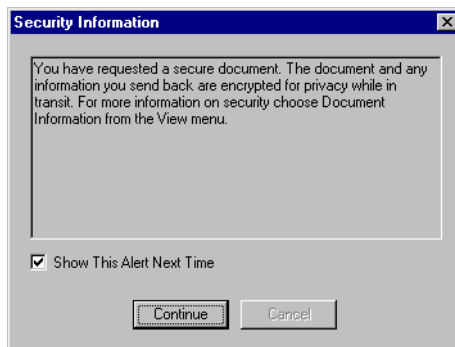 Security Information
You have requested a secure document. The document and any
information you send back are encrypted for privacy while in
transit. For more information on security choose Document
Information from the View menu.
Show This Alert Next Time
Continue
Cancel